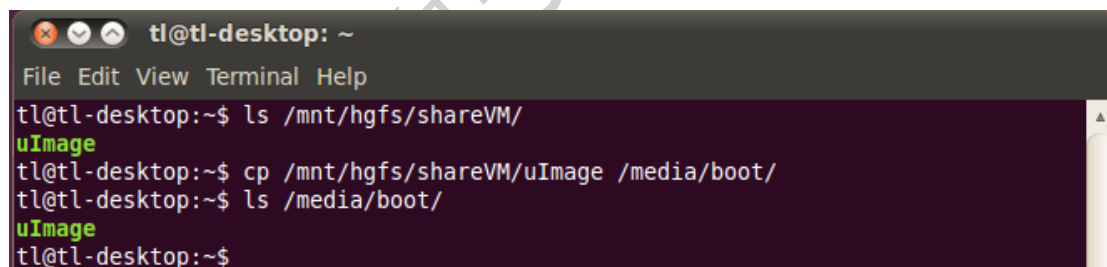 tl@tl-desktop: ~
File Edit View Terminal Help
tl@tl-desktop:~$ ls /mnt/hgfs/shareVM/
uImage
tl@tl-desktop:~$ cp /mnt/hgfs/shareVM/uImage /media/boot/
tl@tl-desktop:~$ ls /media/boot/
uImage
tl@tl-desktop:~$